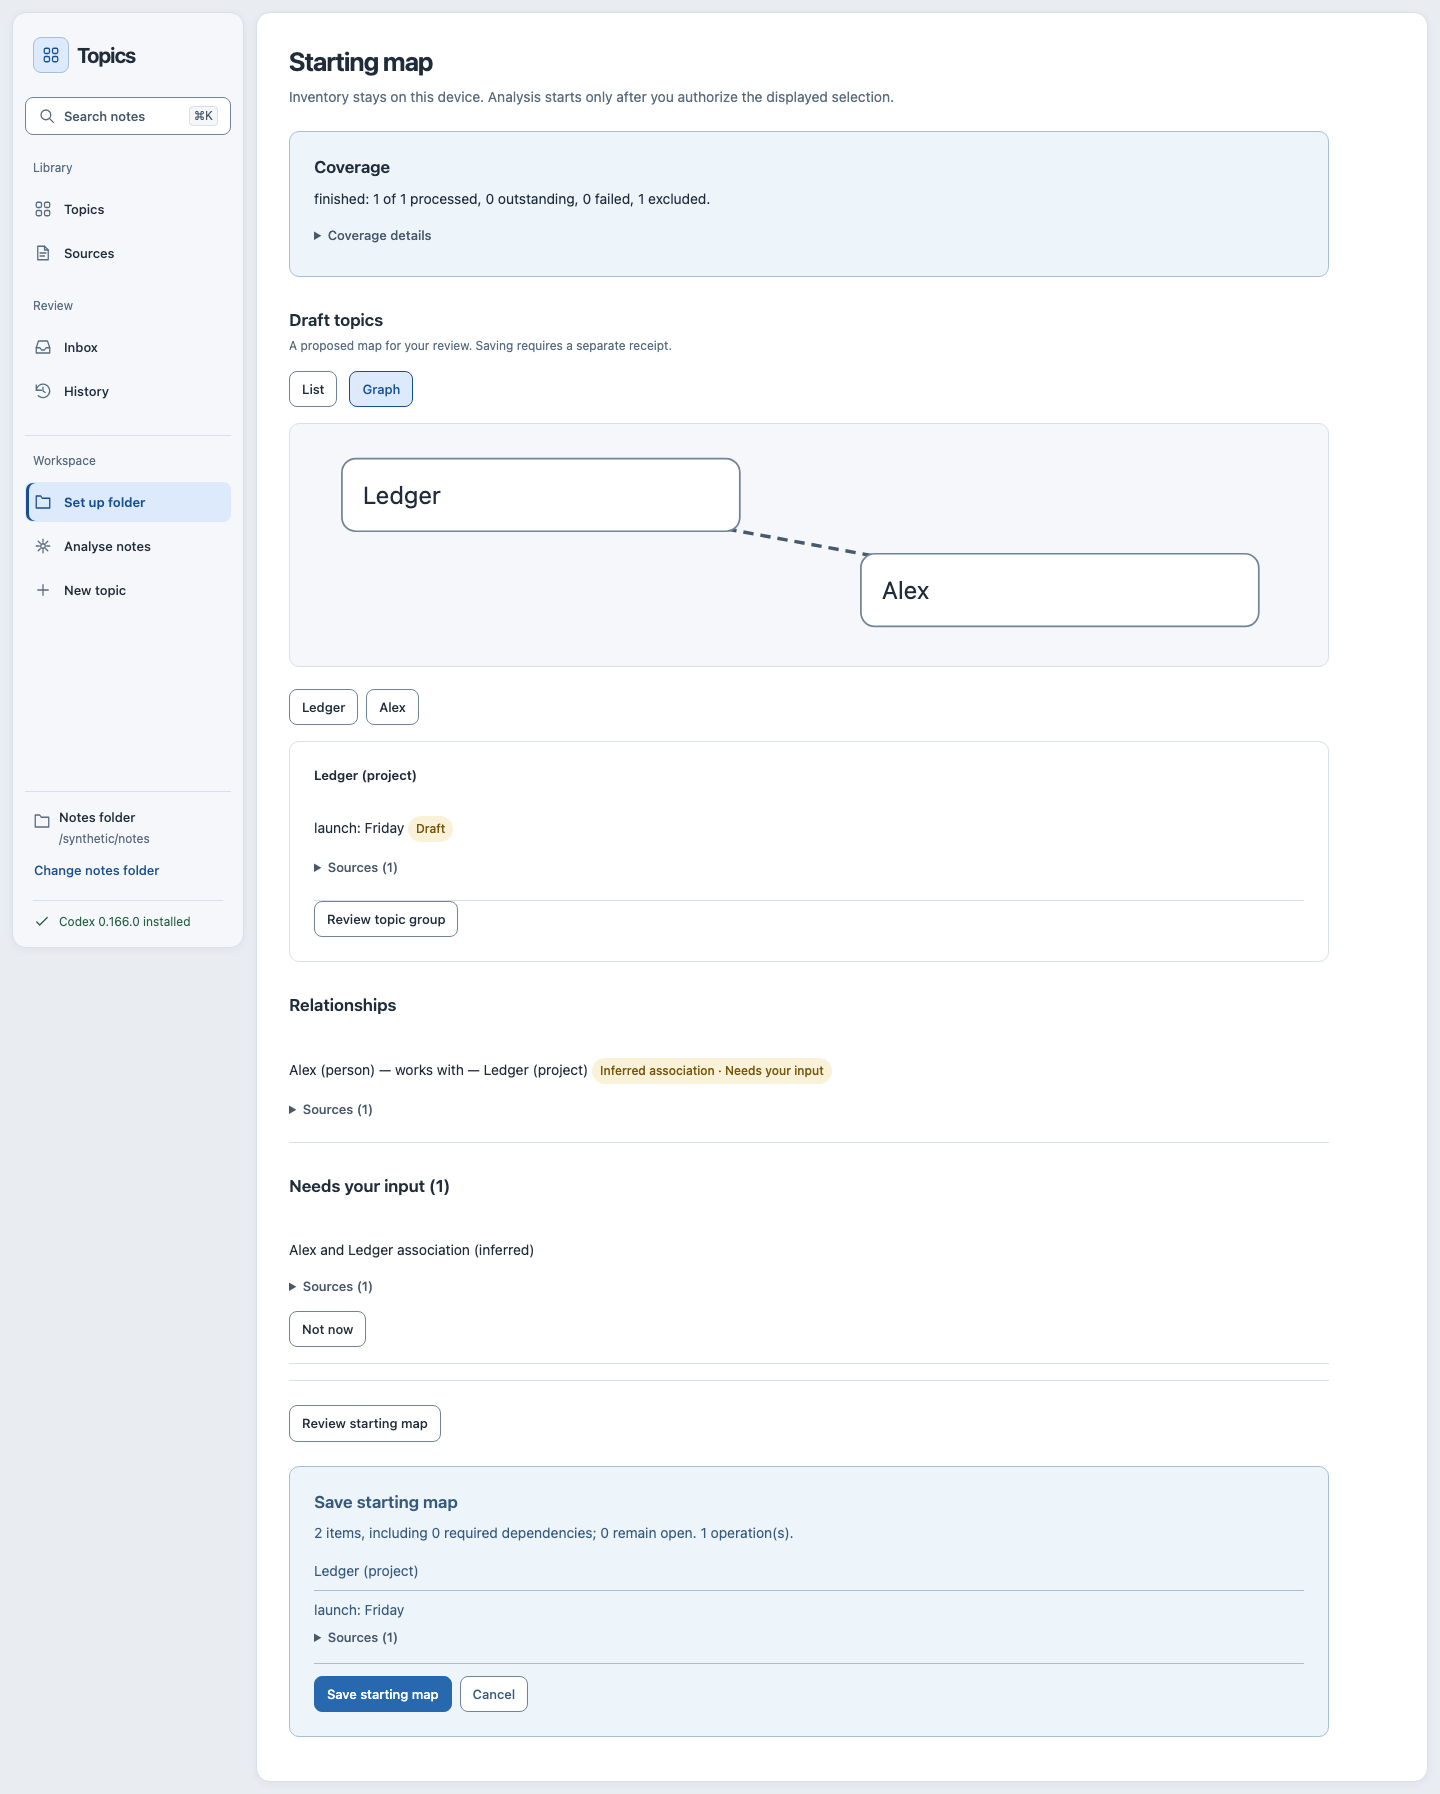 Topics
Search notes ⌘K
Library
Topics
Sources
Review
Inbox
History
Workspace
Set up folder
Analyse notes
New topic
Notes folder
/synthetic/notes
Change notes folder
Codex 0.166.0 installed
Starting map
Inventory stays on this device. Analysis starts only after you authorize the displayed selection.
Coverage
finished: 1 of 1 processed, 0 outstanding, 0 failed, 1 excluded.
Coverage details
Draft topics
A proposed map for your review. Saving requires a separate receipt.
List Graph
Ledger
Alex
Ledger Alex
Ledger (project)
launch: Friday Draft
Sources (1)
Review topic group
Relationships
Alex (person) — works with — Ledger (project) Inferred association · Needs your input
Sources (1)
Needs your input (1)
Alex and Ledger association (inferred)
Sources (1)
Not now
Review starting map
Save starting map
2 items, including 0 required dependencies; 0 remain open. 1 operation(s).
Ledger (project)
launch: Friday
Sources (1)
Save starting map Cancel